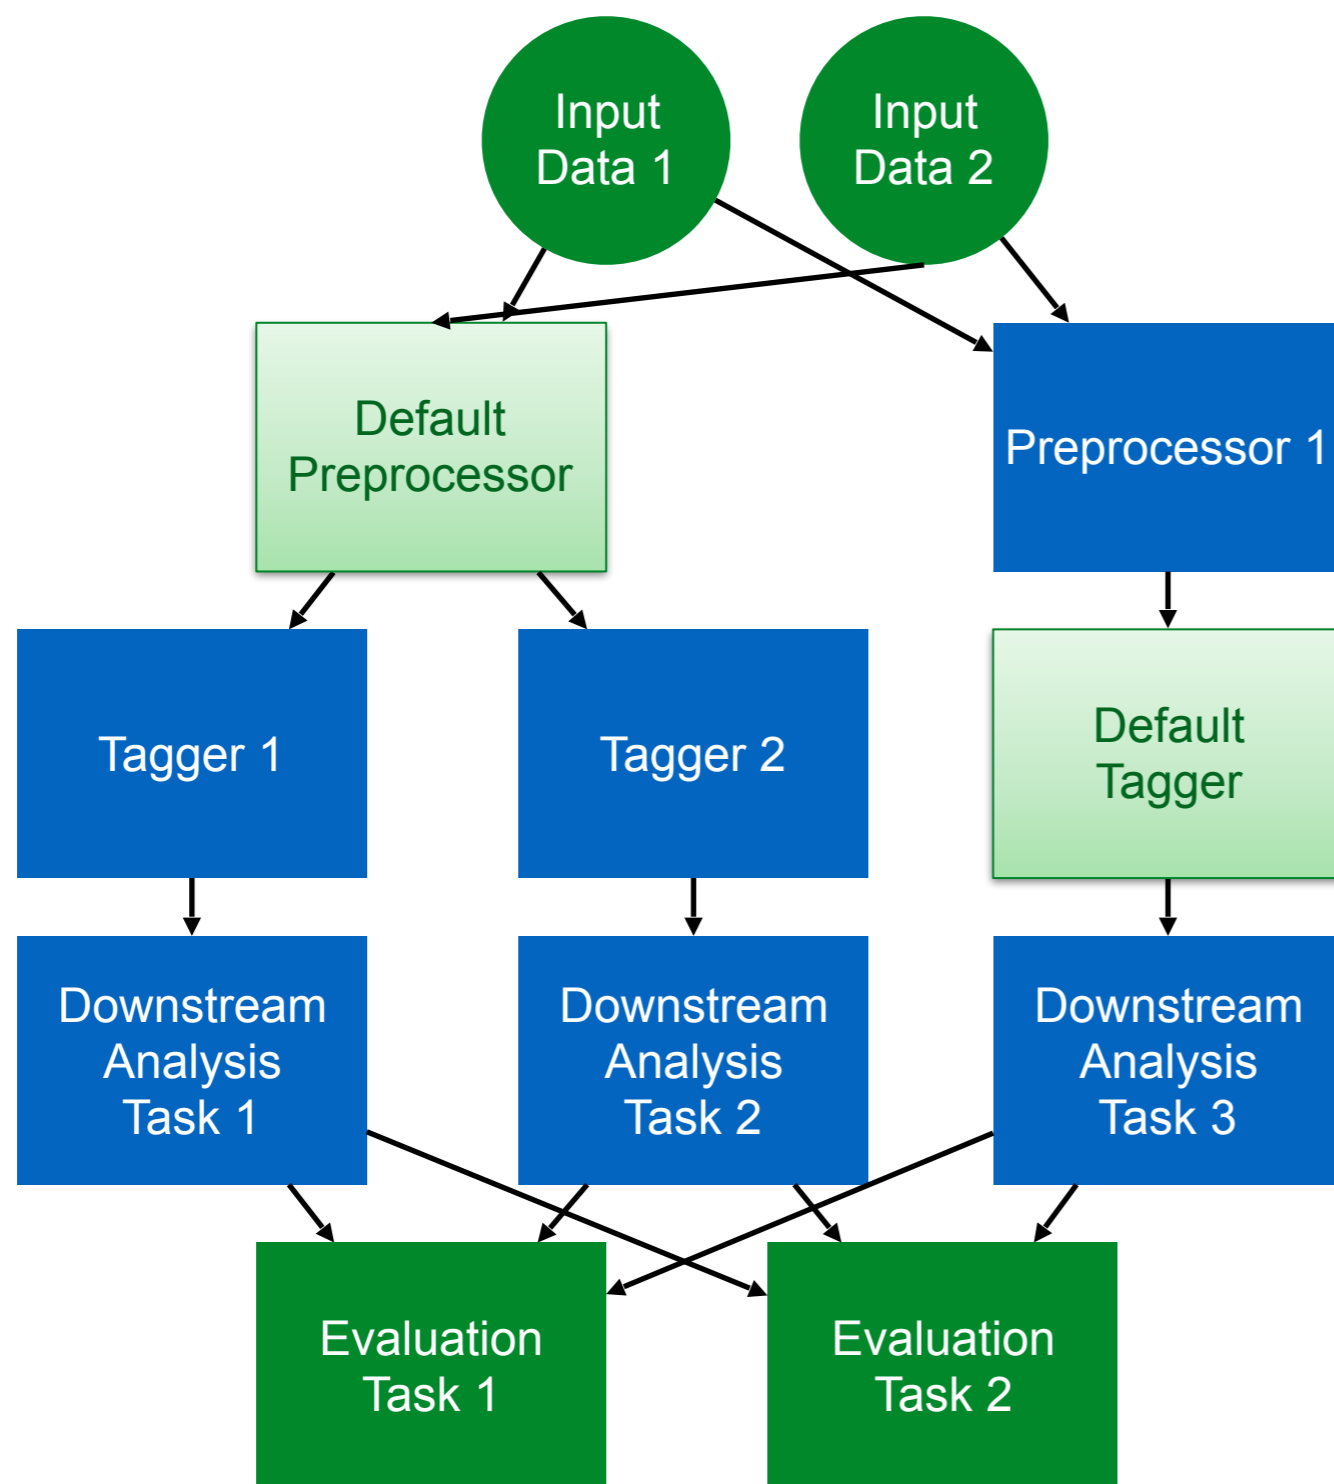 Input
Data 1
Input
Data 2
Default
Preprocessor
Preprocessor 1
Tagger 1
Tagger 2
Default
Tagger
Downstream
Analysis
Task 1
Downstream
Analysis
Task 2
Downstream
Analysis
Task 3
Evaluation
Task 1
Evaluation
Task 2